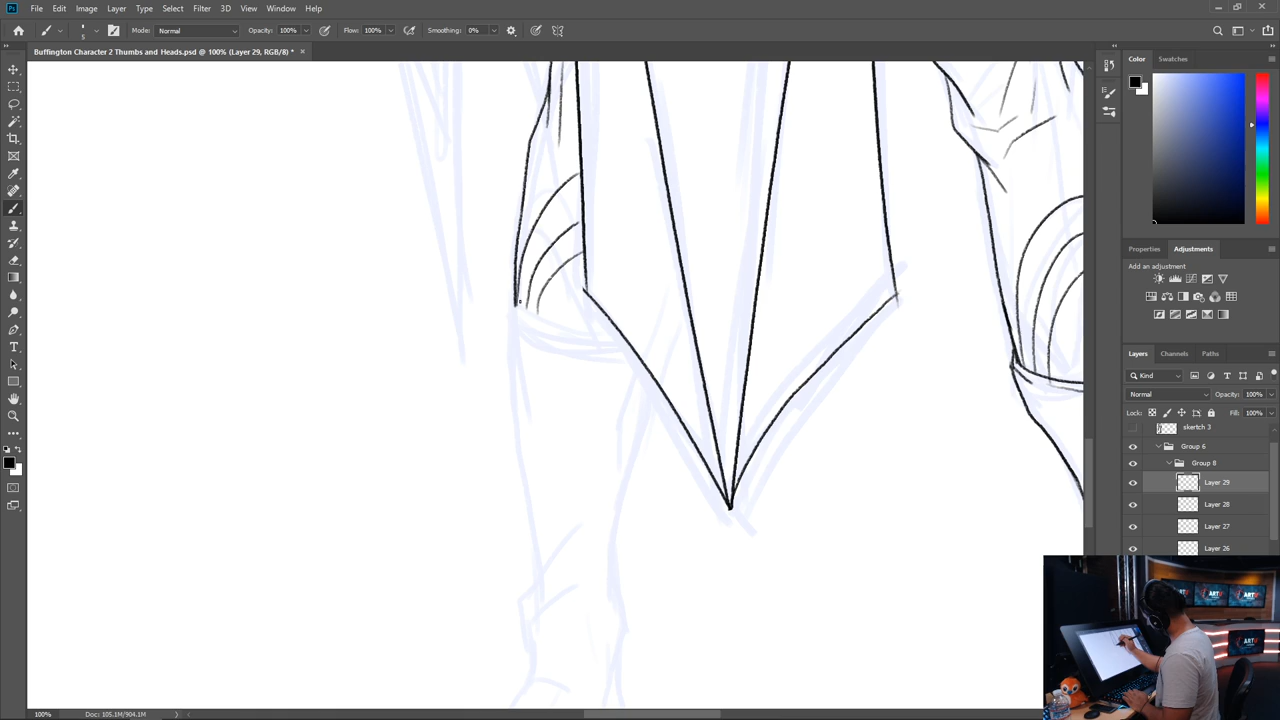 File Edit Image Layer Type Select Filter 3D View Window Help
5 Mode: Normal Opacity: 100% Flow: 100% Smoothing: 0%
Buffington Character 2 Thumbs and Heads.psd @ 100% (Layer 29, RGB/8) * ×
Color Swatches
Properties Adjustments
Add an adjustment
Layers Channels Paths
Kind
Normal Opacity: 100%
Lock: Fill: 100%
skertch 3
Group 6
Group 8
Layer 29
Layer 28
Layer 27
Layer 26
100% Doc: 105.1M/904.1M